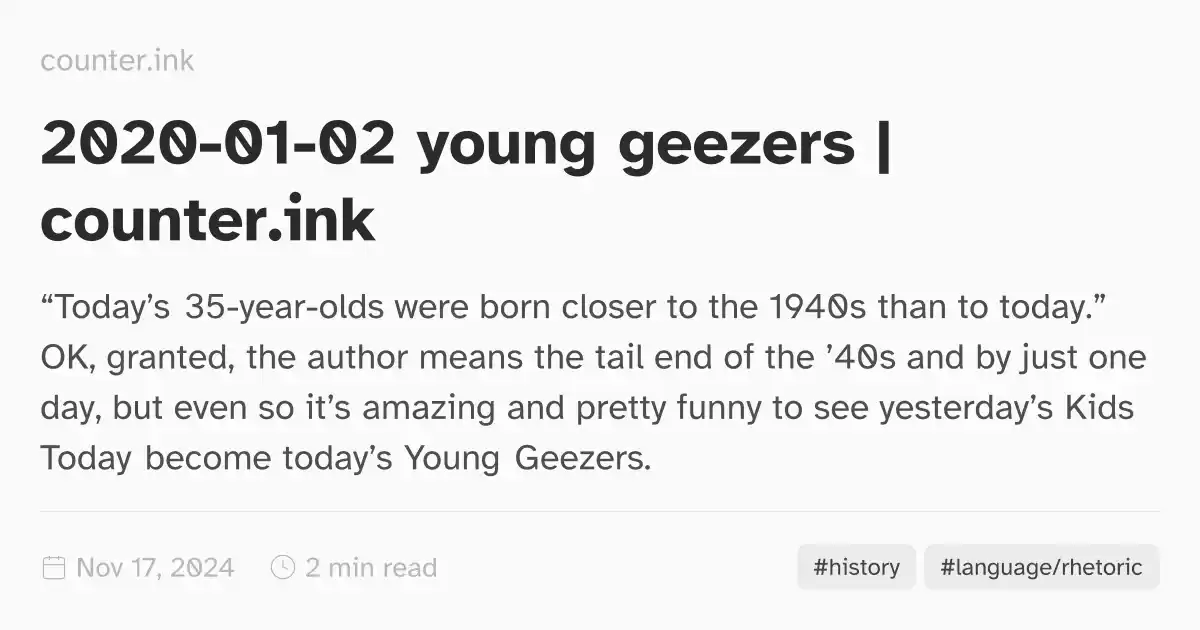 counter.ink
2020-01-02 young geezers |
counter.ink
“Today’s 35-year-olds were born closer to the 1940s than to today.”
OK, granted, the author means the tail end of the ’40s and by just one
day, but even so it’s amazing and pretty funny to see yesterday’s Kids
Today become today’s Young Geezers.
Nov 17, 2024 2 min read #history #language/rhetoric